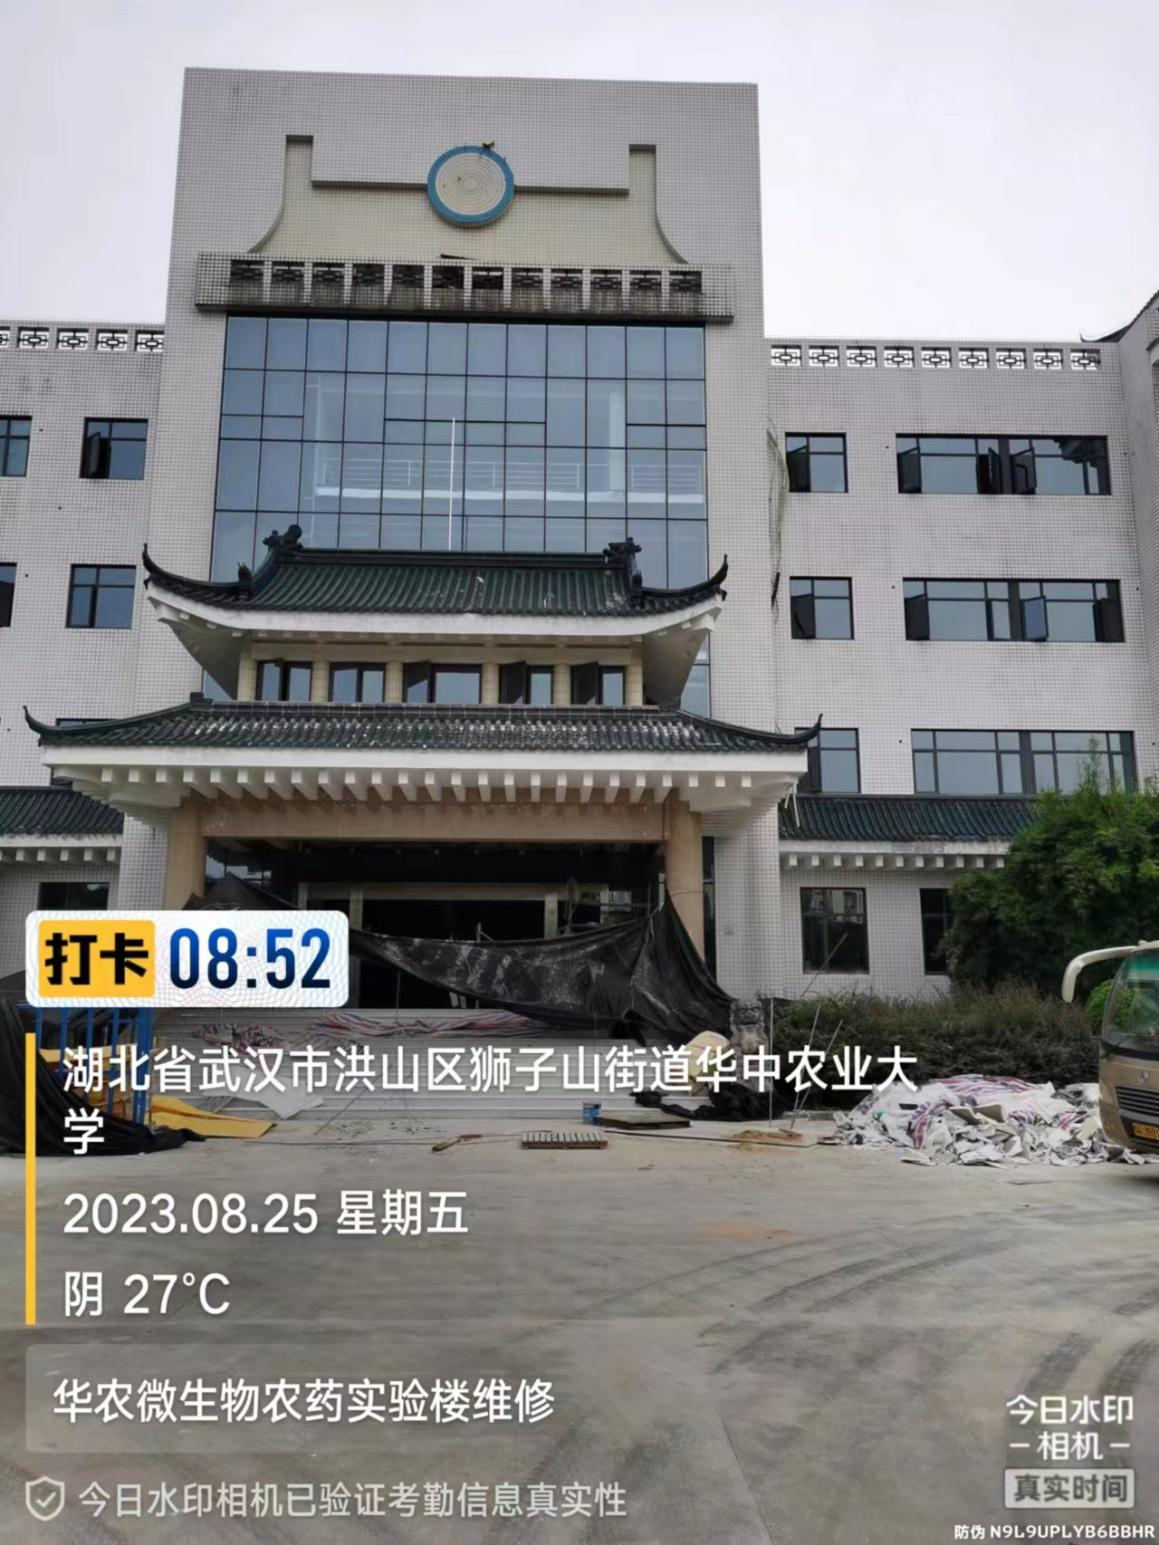 打卡 08:52
湖北省武汉市洪山区狮子山街道华中农业大
学
2023.08.25 星期五
阴 27°C
华农微生物农药实验楼维修
今日水印相机已验证考勤信息真实性
今日水印
-相机-
真实时间
防伪 N9L9UPLYB6BBHR